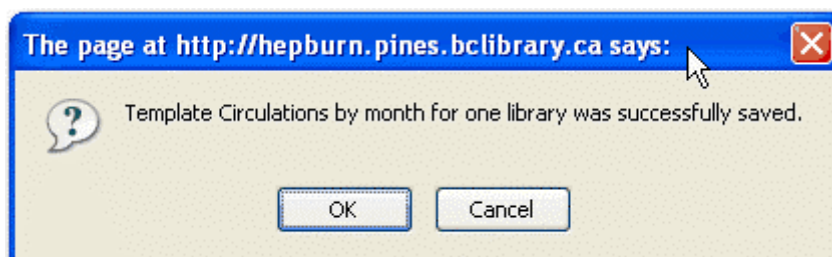 The page at http://hepburn.pines.bclibrary.ca says:
Template Circulations by month for one library was successfully saved.
OK
Cancel